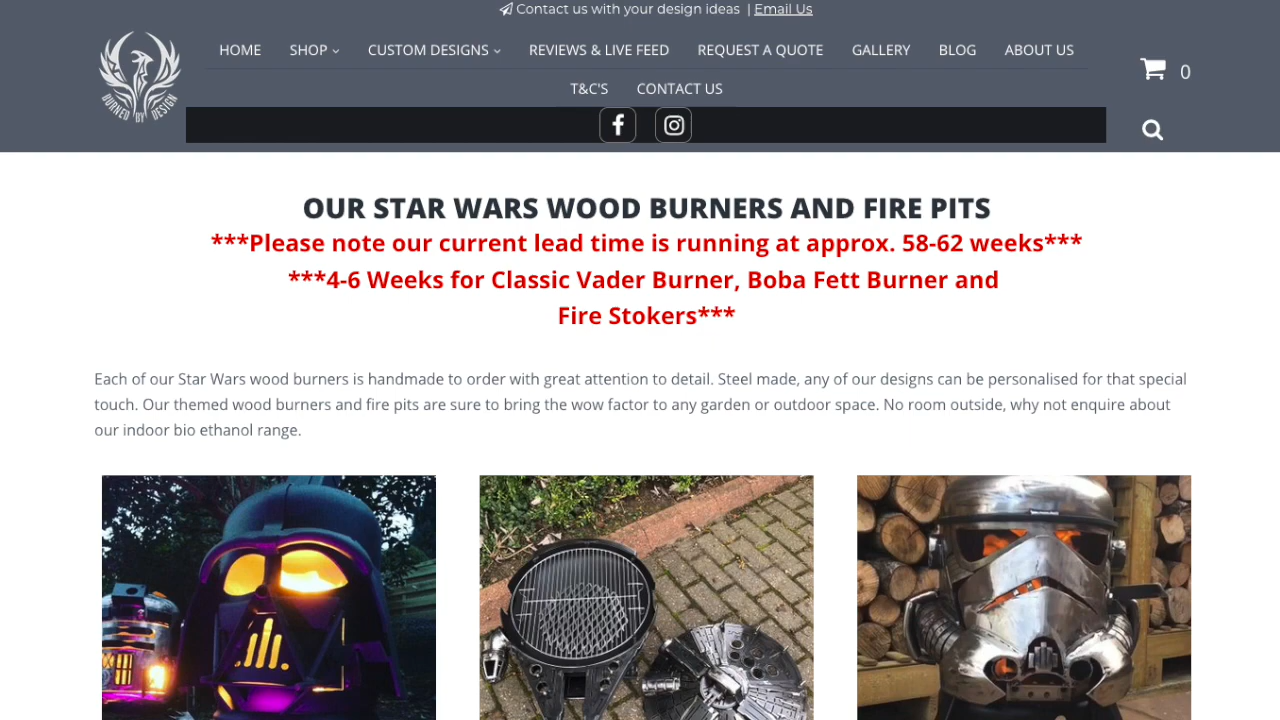 Contact us with your design ideas | Email Us
HOME SHOP CUSTOM DESIGNS REVIEWS & LIVE FEED REQUEST A QUOTE GALLERY BLOG ABOUT US
T&C'S CONTACT US
0
BURNED BY DESIGN
OUR STAR WARS WOOD BURNERS AND FIRE PITS
***Please note our current lead time is running at approx. 58-62 weeks***
***4-6 Weeks for Classic Vader Burner, Boba Fett Burner and
Fire Stokers***
Each of our Star Wars wood burners is handmade to order with great attention to detail. Steel made, any of our designs can be personalised for that special
touch. Our themed wood burners and fire pits are sure to bring the wow factor to any garden or outdoor space. No room outside, why not enquire about
our indoor bio ethanol range.